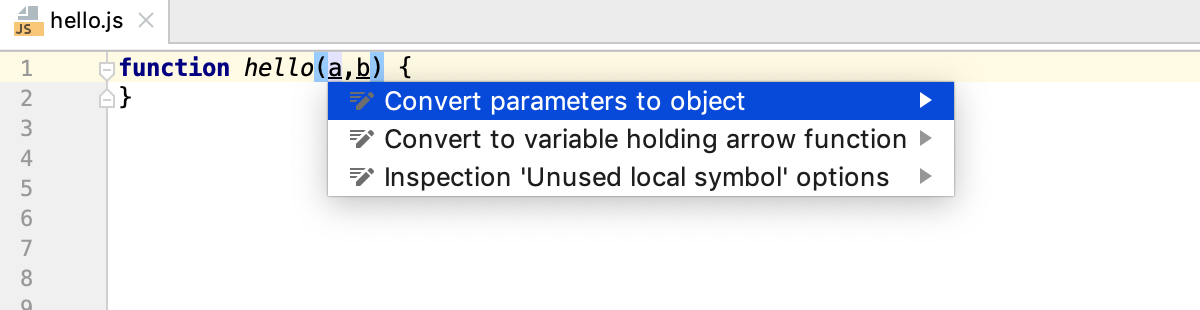 JS hello.js
1 function hello(a,b) {
2 }
Convert parameters to object
3
Convert to variable holding arrow function
4
5 Inspection 'Unused local symbol' options
6
7
8
9